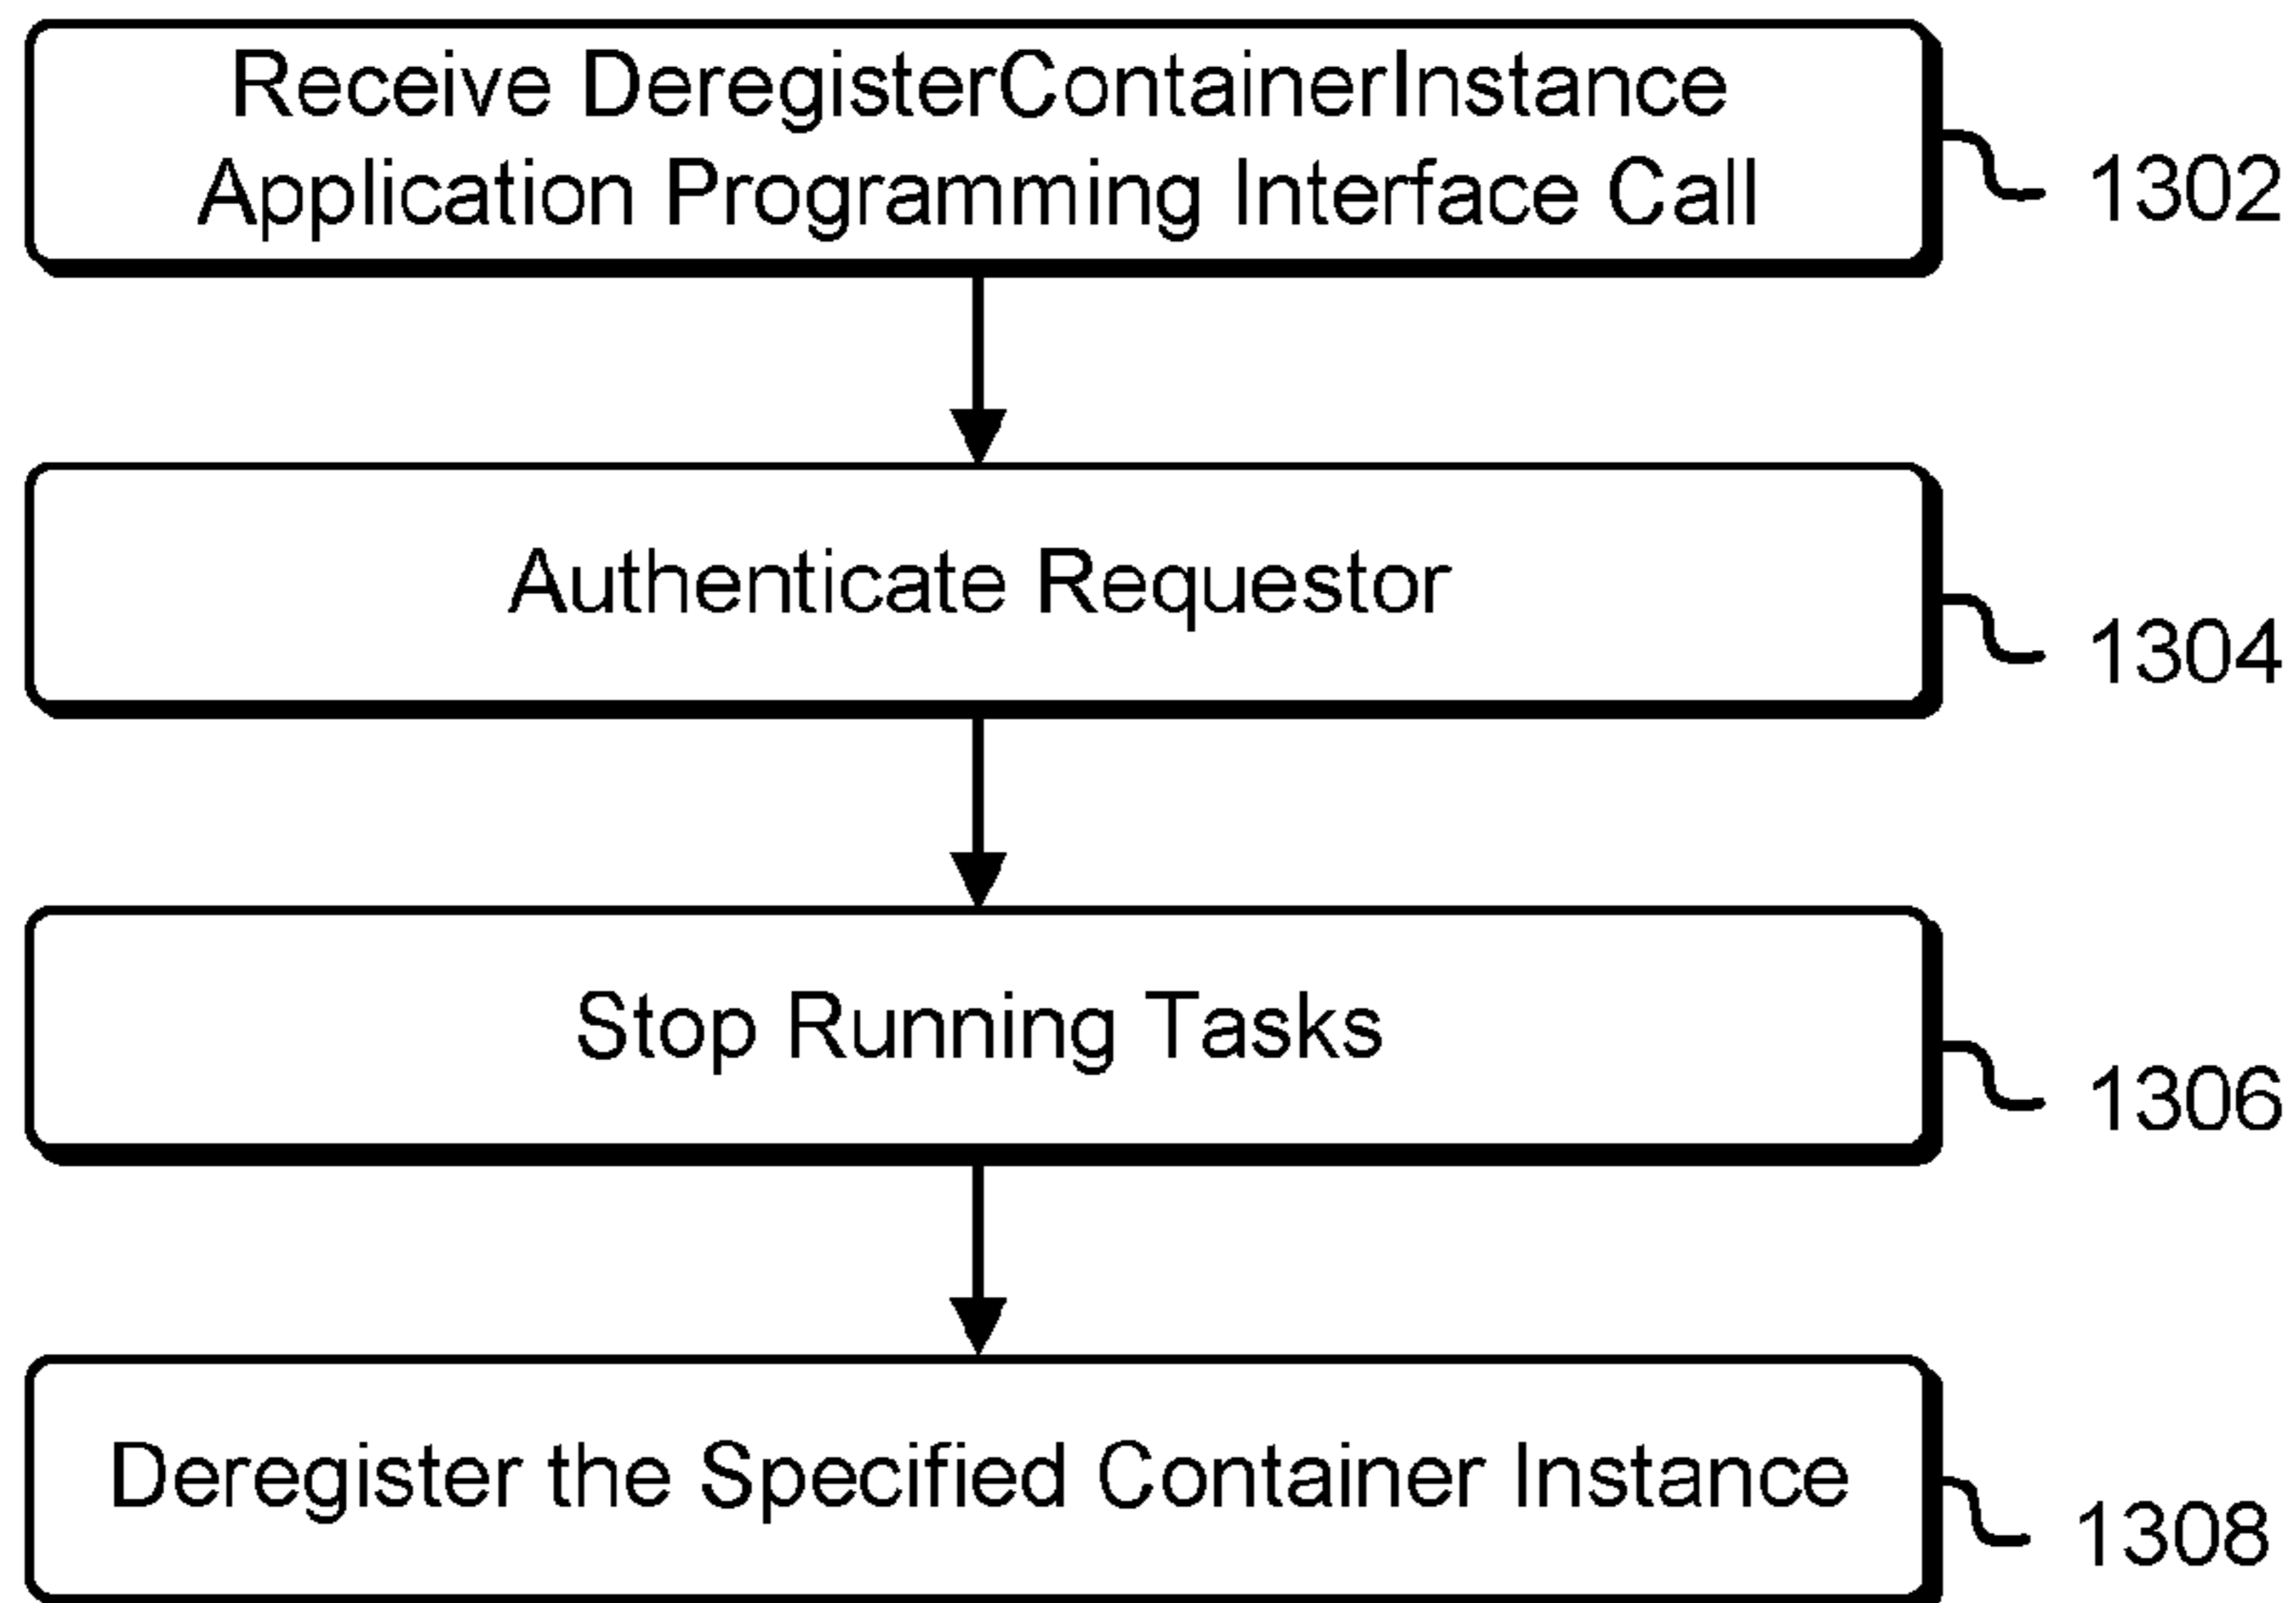 Receive DeregisterContainerInstance
Application Programming Interface Call
1302
Authenticate Requestor
1304
Stop Running Tasks
1306
Deregister the Specified Container Instance
1308